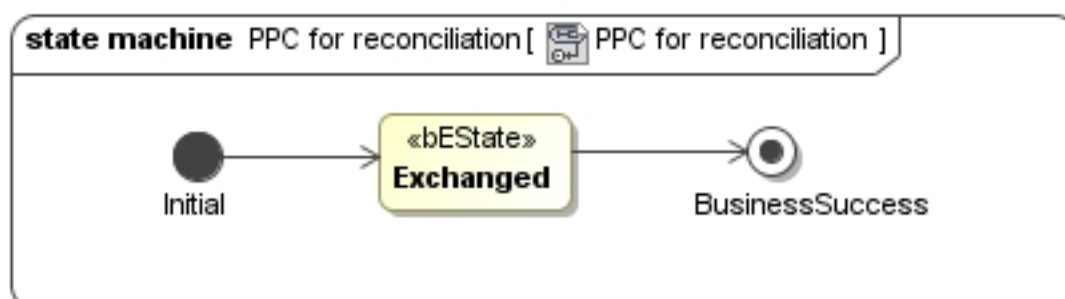 state machine PPC for reconciliation [ PPC for reconciliation ]
«bEState»
Exchanged
Initial
BusinessSuccess